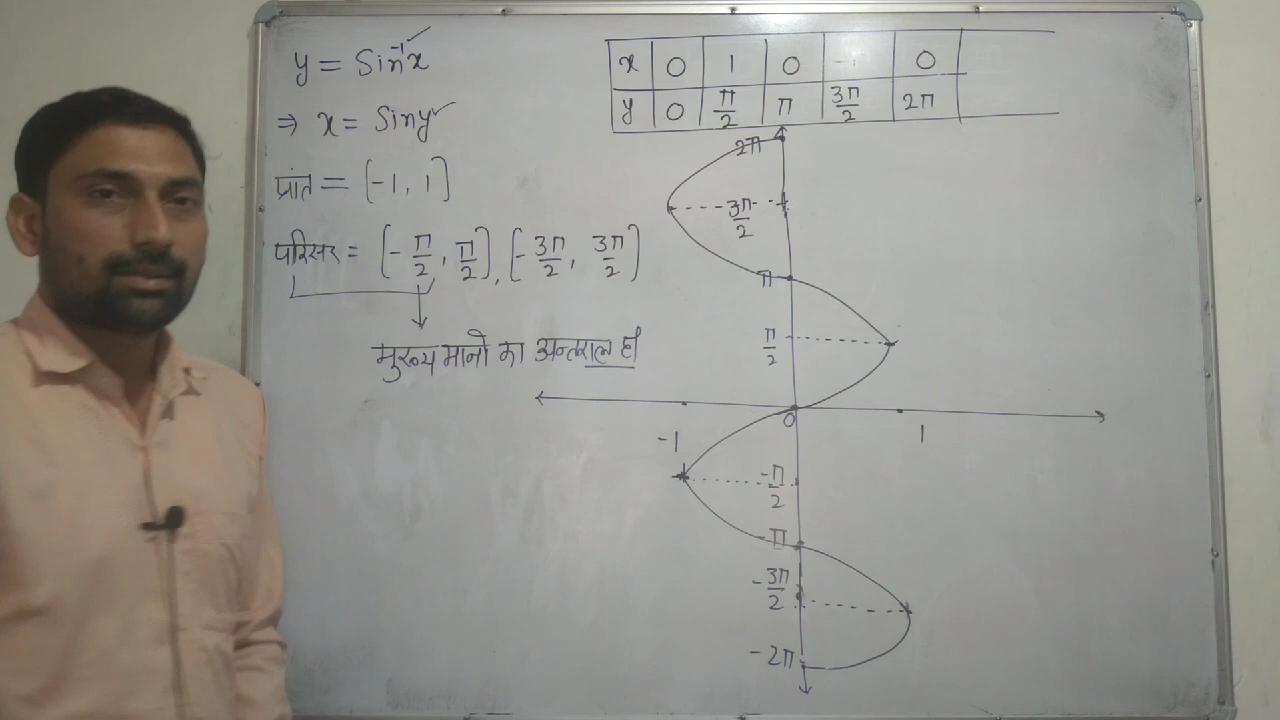 y = Sin⁻¹x
⇒ x = Siny
प्रांत = [-1, 1]
परिसर = [-π/2, π/2], [-3π/2, 3π/2]
मुख्य मानो का अन्तराल है।
x 0 1 0 -1 0
y 0 π/2 π 3π/2 2π
2π
3π/2
π
π/2
0
-1 1
-π/2
-π
-3π/2
-2π